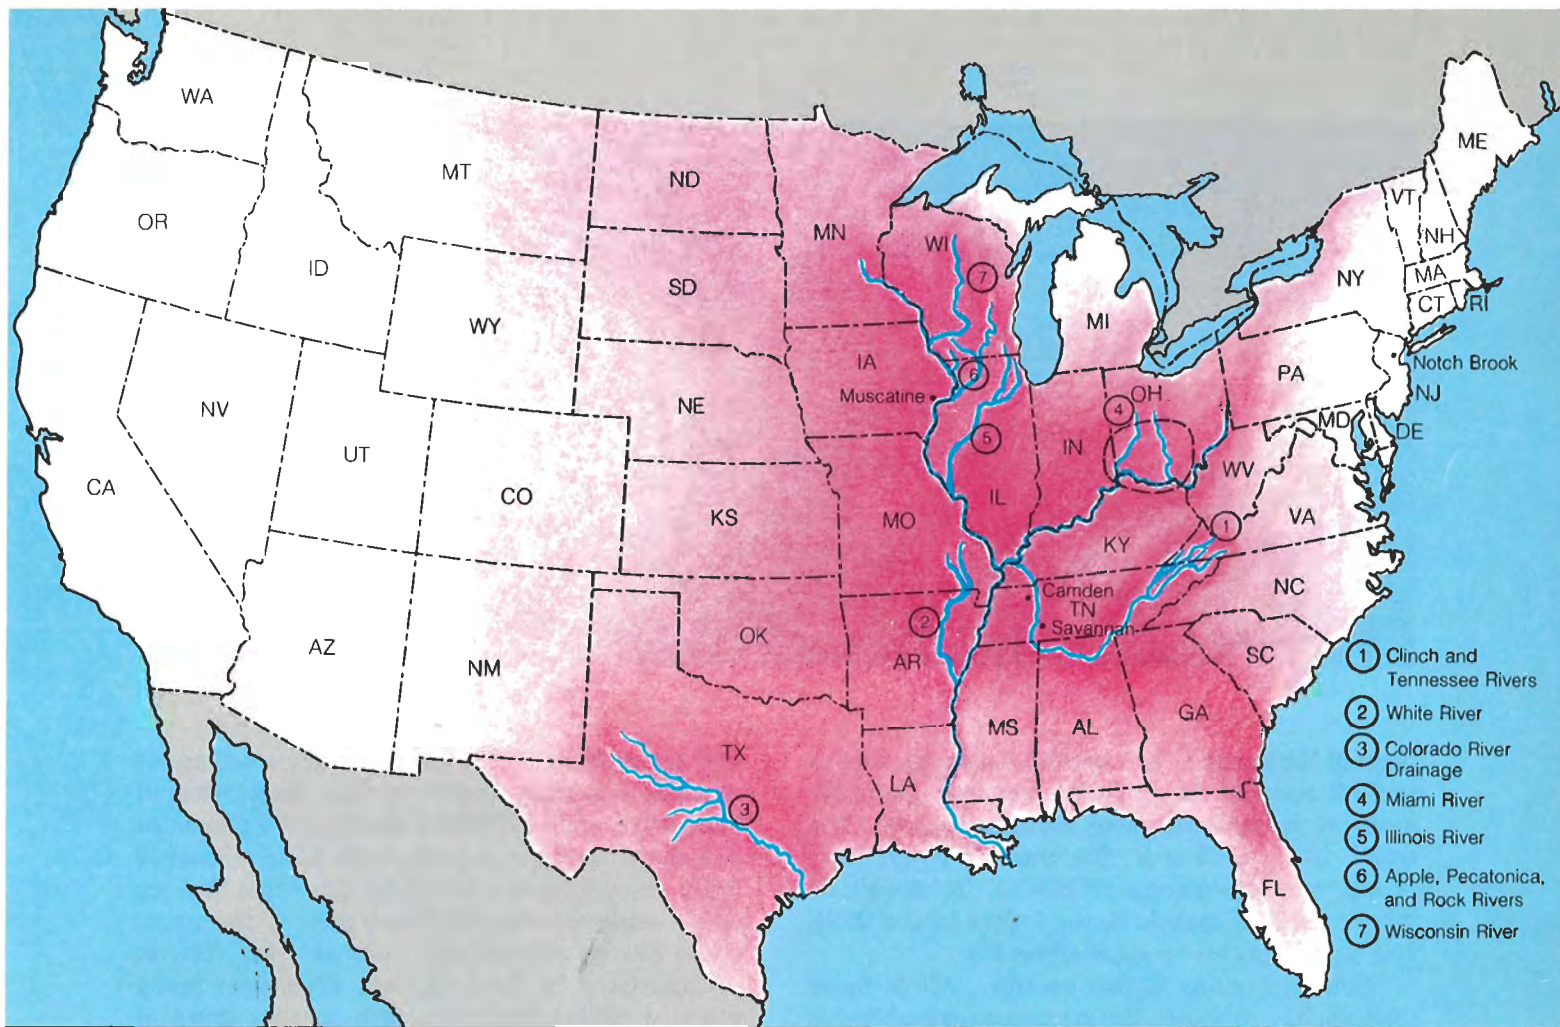 WA
MT
ND
MN
WI
7
ME
VT
NH
NY
MA
CT
RI
OR
ID
SD
WY
MI
IA
Muscatine
6
PA
Notch Brook
NJ
NV
NE
4
OH
MD
DE
UT
CA
CO
5
IN
WV
IL
KS
MO
KY
1
VA
Camden
TN
Savannah
NC
AZ
NM
OK
2
AR
SC
MS
AL
GA
TX
LA
3
FL
1 Clinch and
Tennessee Rivers
2 White River
3 Colorado River
Drainage
4 Miami River
5 Illinois River
6 Apple, Pecatonica,
and Rock Rivers
7 Wisconsin River